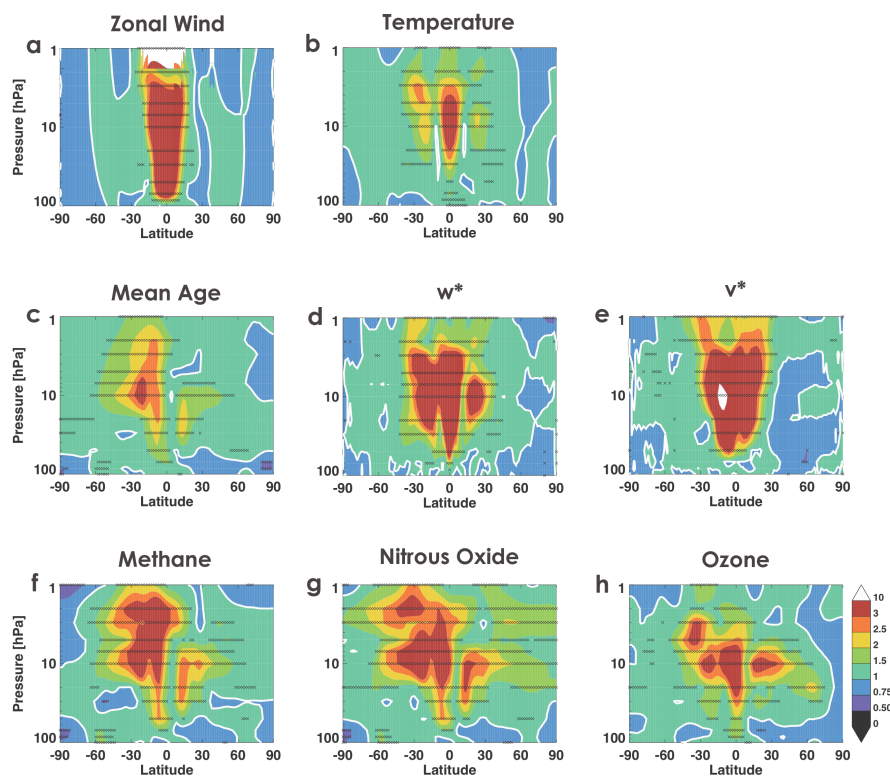 Zonal Wind
Temperature
a
b
1
10
100
Pressure [hPa]
-90 -60 -30 0 30 60 90
Latitude
1
10
100
Pressure [hPa]
-90 -60 -30 0 30 60 90
Latitude
Mean Age
w*
v*
c
d
e
1
10
100
Pressure [hPa]
-90 -60 -30 0 30 60 90
Latitude
1
10
100
-90 -60 -30 0 30 60 90
Latitude
1
10
100
-90 -60 -30 0 30 60 90
Latitude
Methane
Nitrous Oxide
Ozone
f
g
h
1
10
100
Pressure [hPa]
-90 -60 -30 0 30 60 90
Latitude
1
10
100
-90 -60 -30 0 30 60 90
Latitude
1
10
100
-90 -60 -30 0 30 60 90
Latitude
10
3
2.5
2
1.5
1
0.75
0.50
0